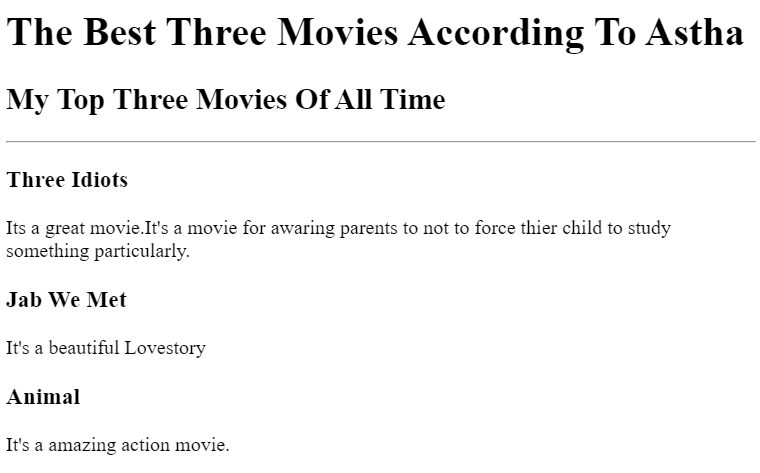 The Best Three Movies According To Astha
My Top Three Movies Of All Time
Three Idiots
Its a great movie.It's a movie for awaring parents to not to force thier child to study
something particularly.
Jab We Met
It's a beautiful Lovestory
Animal
It's a amazing action movie.